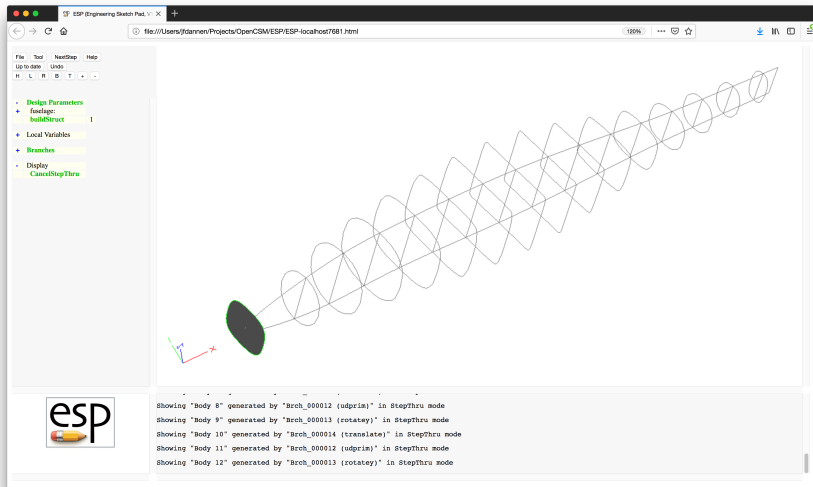 ESP (Engineering Sketch Pad, V
file:///Users/jfdannen/Projects/OpenCSM/ESP/ESP-localhost7681.html
120%
File Tool NextStep Help
Up to date Undo
H L R B T + -
- Design Parameters
+ fuselage:
buildStruct 1
+ Local Variables
+ Branches
- Display
CancelStepThru
X
Z
esp
Showing "Body 8" generated by "Brch_000012 (udprim)" in StepThru mode
Showing "Body 9" generated by "Brch_000013 (rotatey)" in StepThru mode
Showing "Body 10" generated by "Brch_000014 (translate)" in StepThru mode
Showing "Body 11" generated by "Brch_000012 (udprim)" in StepThru mode
Showing "Body 12" generated by "Brch_000013 (rotatey)" in StepThru mode